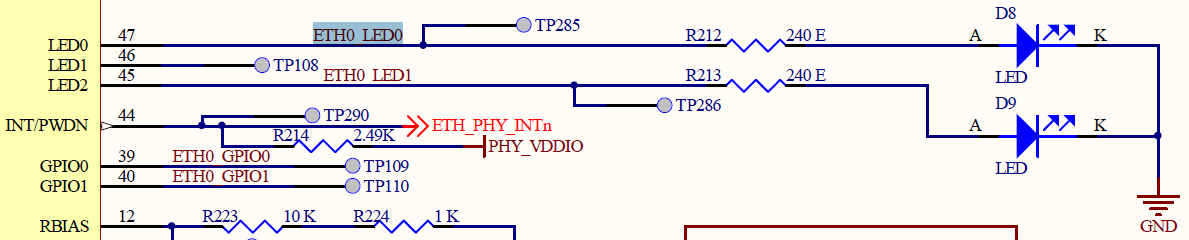 D8
47 ETH0_LED0 TP285 R212 240 E A K
LED0
46
LED1 TP108 LED
45 ETH0_LED1 R213 240 E
LED2
TP286 D9
44 TP290
INT/PWDN ETH_PHY_INTn A K
R214 2.49K
PHY_VDDIO
39 ETH0_GPIO0
GPIO0 TP109 LED
40 ETH0_GPIO1
GPIO1 TP110
12 R223 10 K R224 1 K
RBIAS GND